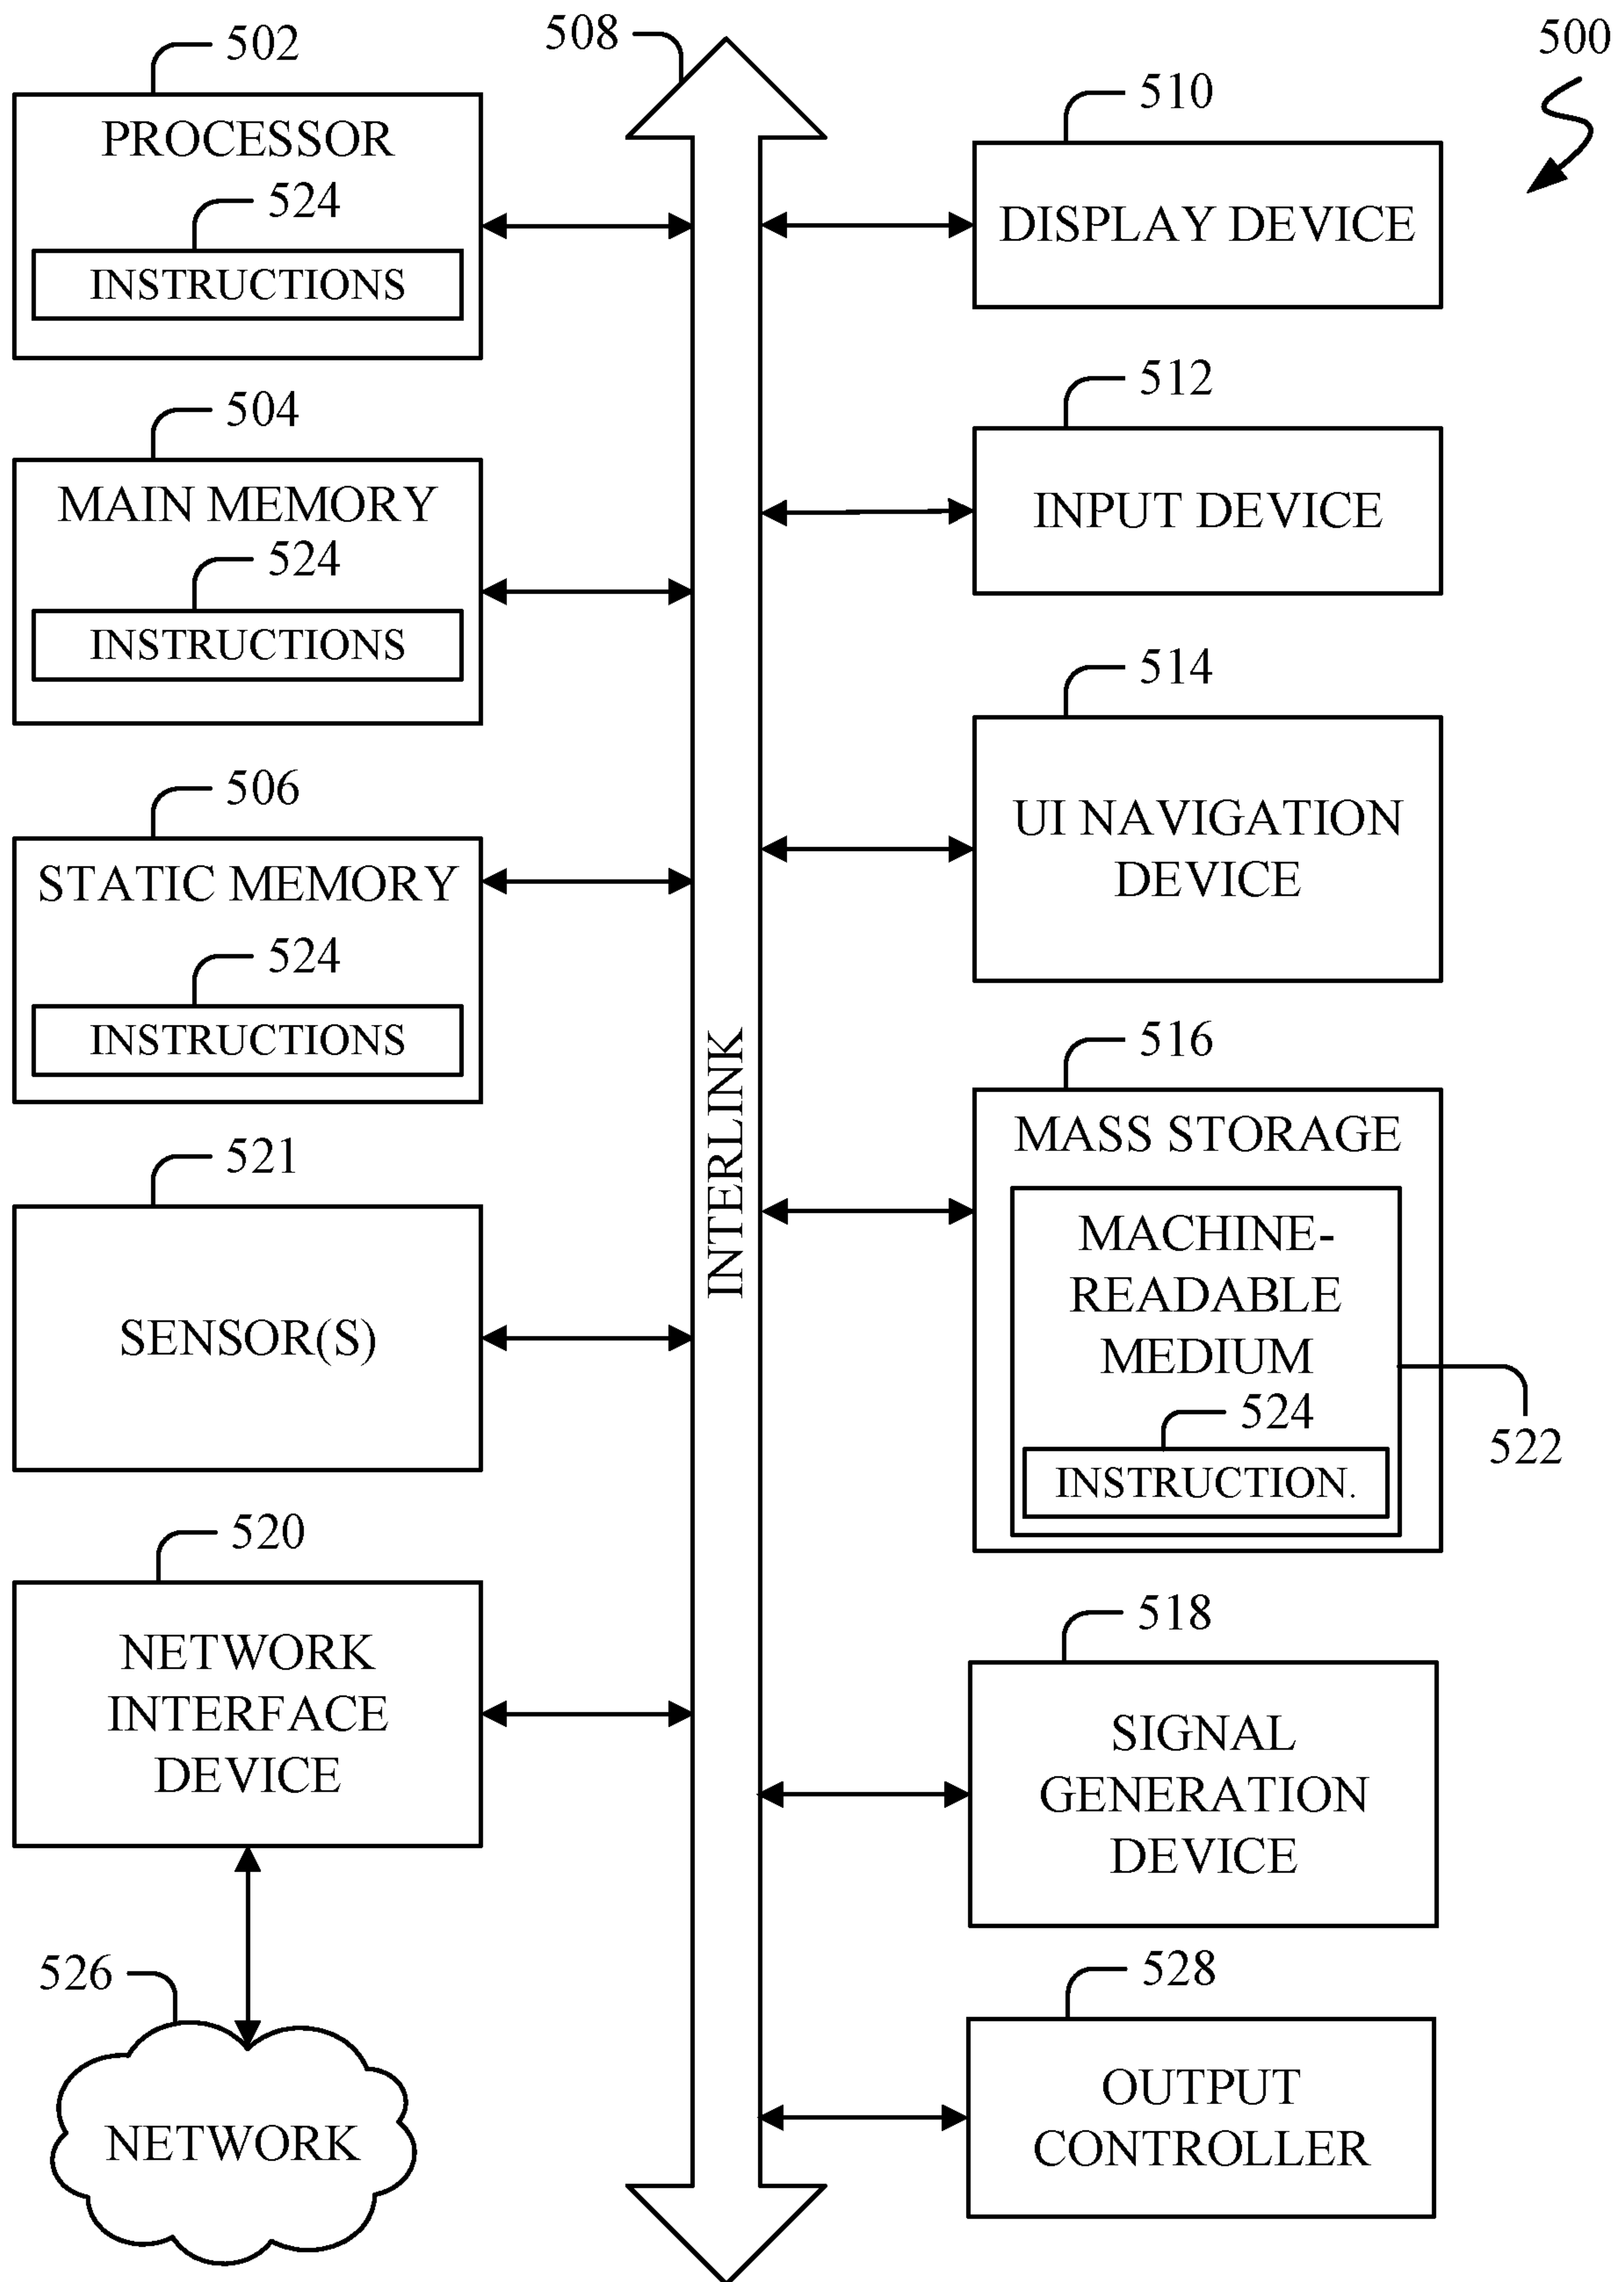 502
PROCESSOR
524
INSTRUCTIONS
504
MAIN MEMORY
524
INSTRUCTIONS
506
STATIC MEMORY
524
INSTRUCTIONS
521
SENSOR(S)
520
NETWORK
INTERFACE
DEVICE
526
NETWORK
508
INTERLINK
500
510
DISPLAY DEVICE
512
INPUT DEVICE
514
UI NAVIGATION
DEVICE
516
MASS STORAGE
MACHINE-
READABLE
MEDIUM
524
INSTRUCTION.
522
518
SIGNAL
GENERATION
DEVICE
528
OUTPUT
CONTROLLER